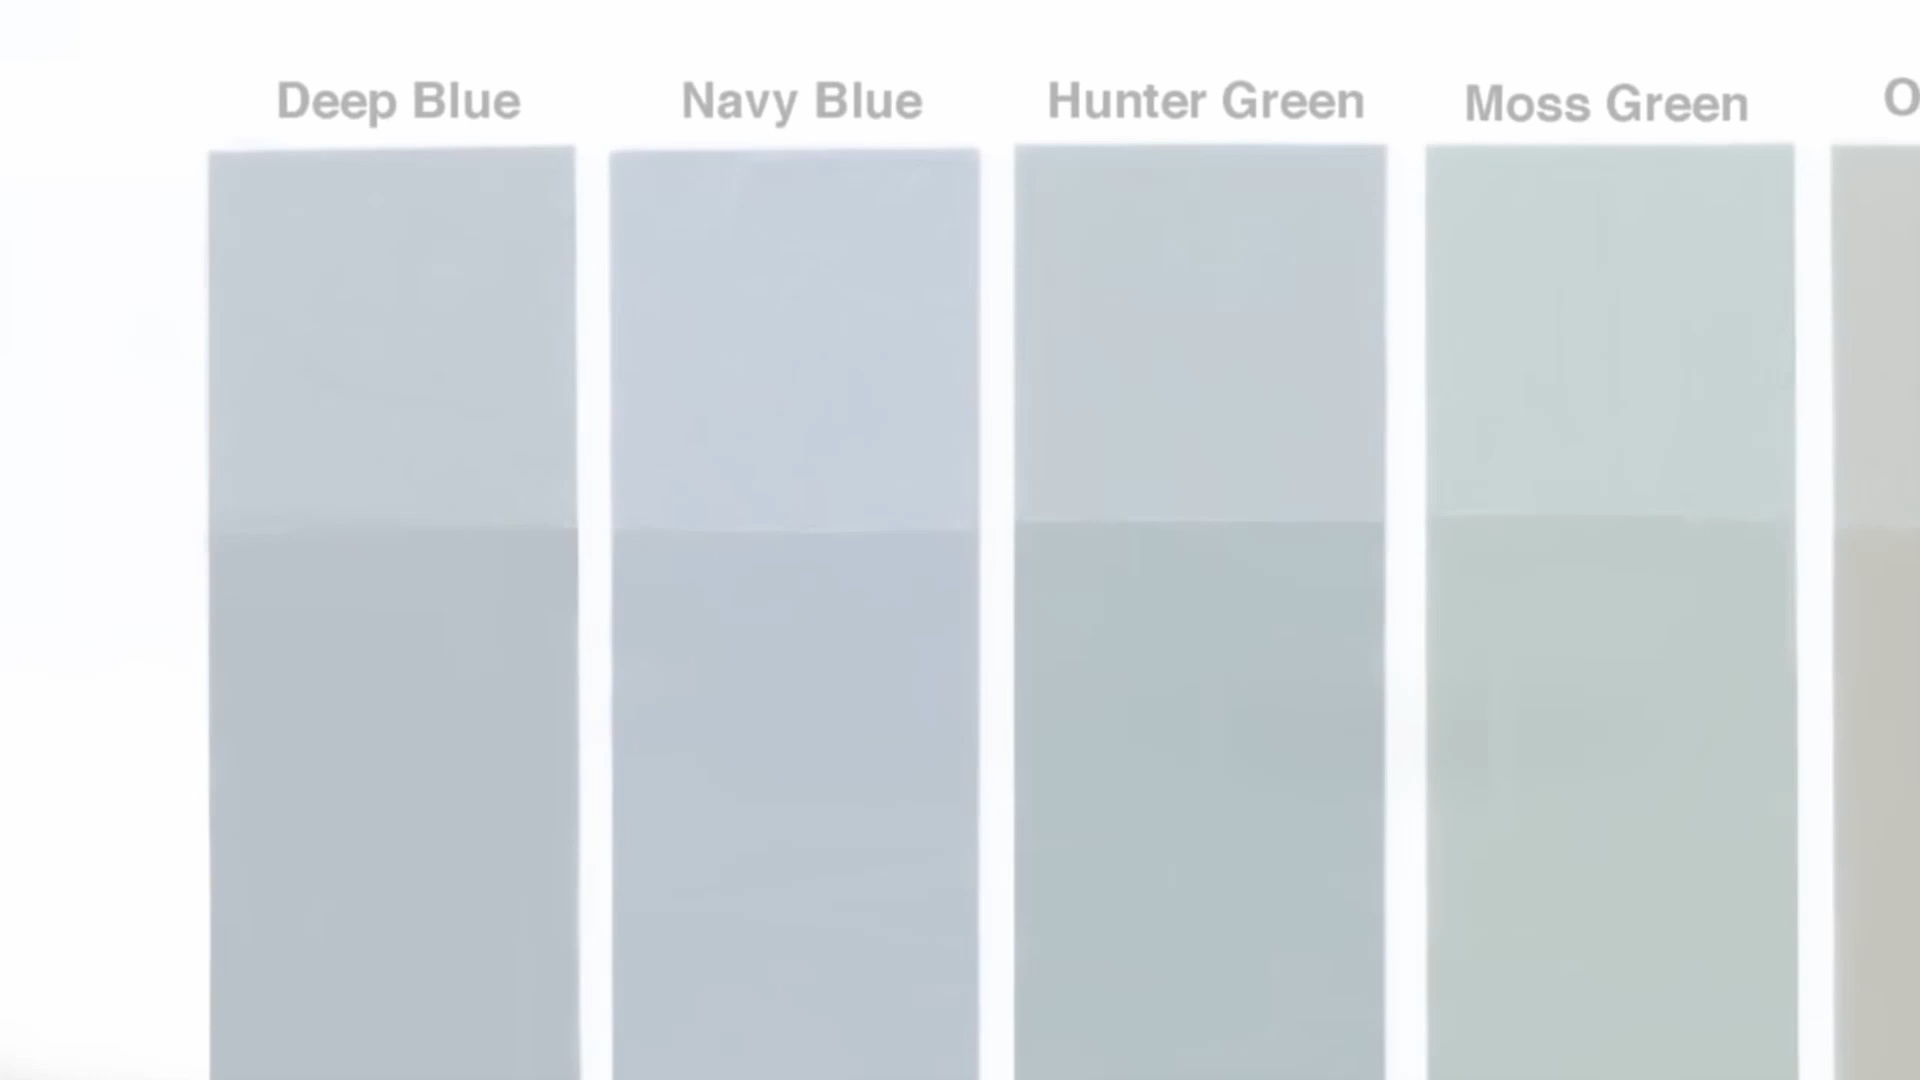 Deep Blue
Navy Blue
Hunter Green
Moss Green